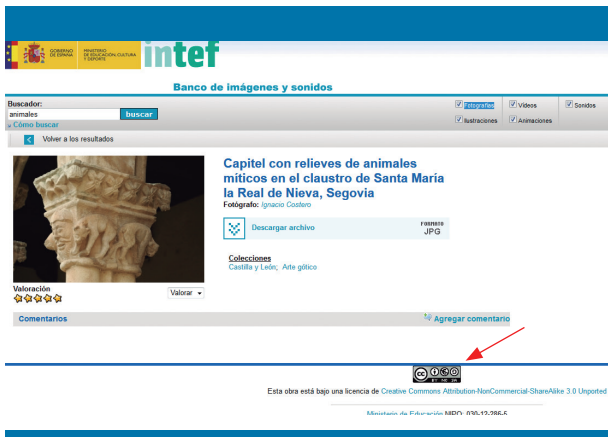 GOBIERNO DE ESPAÑA
MINISTERIO DE EDUCACIÓN, CULTURA Y DEPORTE
intef
Banco de imágenes y sonidos
Buscador:
animales
buscar
» Cómo buscar
Fotografías
Vídeos
Sonidos
Ilustraciones
Animaciones
Volver a los resultados
Capitel con relieves de animales
míticos en el claustro de Santa María
la Real de Nieva, Segovia
Fotógrafo: Ignacio Costero
Descargar archivo
FORMATO
JPG
Colecciones
Castilla y León; Arte gótico
Valoración
Valorar
Comentarios
Agregar comentario
cc
BY NC SA
Esta obra está bajo una licencia de Creative Commons Attribution-NonCommercial-ShareAlike 3.0 Unported
Ministerio de Educación NIPO: 030-12-286-5